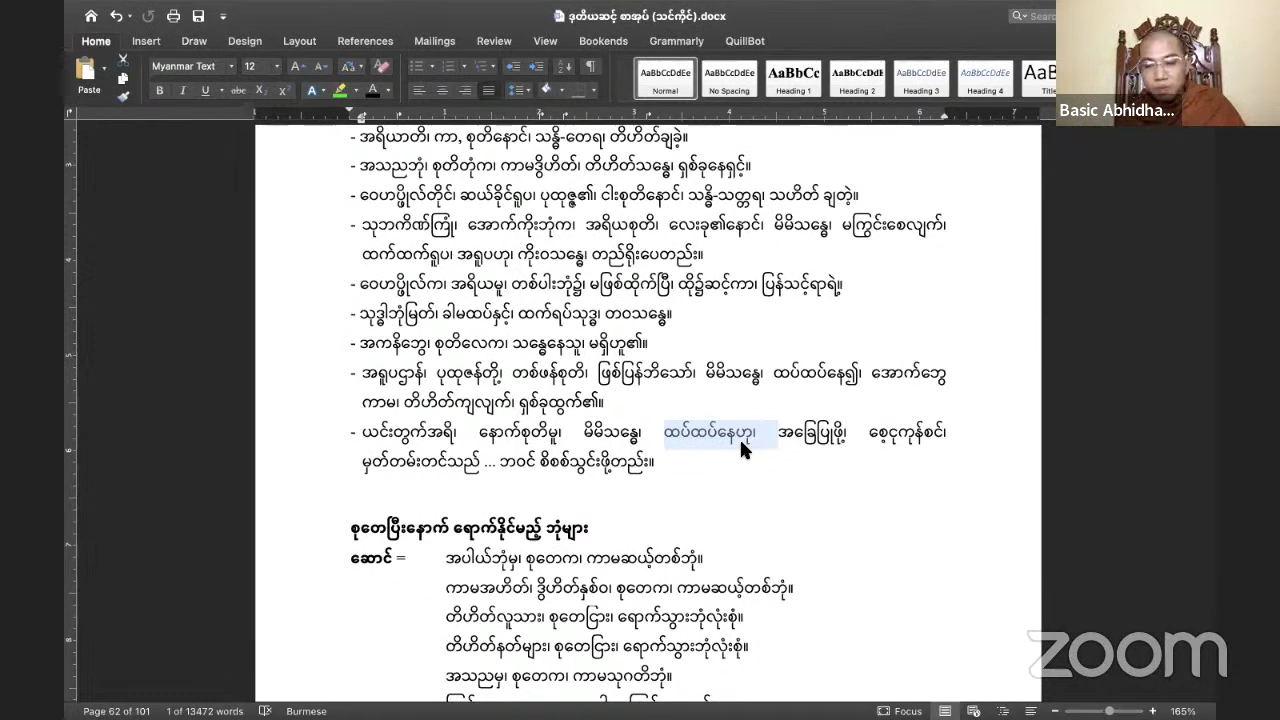 ဒုတိယဆင့် စာအုပ် (သင်ကိုင်).docx
Home Insert Draw Design Layout References Mailings Review View Bookends Grammarly QuillBot
Paste
Myanmar Text 12
AaBbCcDdEe AaBbCcDdEe AaBbCc AaBbCcDdE AaBbCcDdEe AaBbCcDdEe
Normal No Spacing Heading 1 Heading 2 Heading 3 Heading 4 Title
Basic Abhidha...
- အရိယာတိ၊ ကာ, စုတိနောင်၊ သန္ဓိ-တေရ၊ တိဟိတ်ချခဲ့။
- အသညဘုံ၊ စုတိတုံက၊ ကာမဒွိဟိတ်၊ တိဟိတ်သန္ဓေ၊ ရှစ်ခုနေရှင့်။
- ဝေဟပ္ဖိုလ်တိုင်၊ ဆယ်ခိုင်ရူပ၊ ပုထုဇ္ဇ၏၊ ငါးစုတိနောင်၊ သန္ဓိ-သတ္တရ၊ သဟိတ် ချတဲ့။
- သုဘကိဏ်ကြုံ၊ အောက်ကိုးဘုံက၊ အရိယစုတိ၊ လေးခု၏နောင်၊ မိမိသန္ဓေ၊ မကြွင်းစေလျက်၊
ထက်ထက်ရူပ၊ အရူပဟု၊ ကိုးဝသန္ဓေ၊ တည်ရိုးပေတည်း။
- ဝေဟပ္ဖိုလ်က၊ အရိယမူ၊ တစ်ပါးဘုံ၌၊ မဖြစ်ထိုက်ပြီ၊ ထို၌ဆင့်ကာ၊ ပြန်သင့်ရာရဲ့။
- သုဒ္ဓါဘုံမြတ်၊ ခါမထပ်နှင့်၊ ထက်ရပ်သုဒ္ဓ၊ တဝသန္ဓေ။
- အကနိဘွေ၊ စုတိလေက၊ သန္ဓေနေသူ၊ မရှိဟူ၏။
- အရူပဌာန်၊ ပုထုဇန်တို့၊ တစ်ဖန်စုတိ၊ ဖြစ်ပြန်ဘိသော်၊ မိမိသန္ဓေ၊ ထပ်ထပ်နေ၍၊ အောက်ဘွေ
ကာမ၊ တိဟိတ်ကျလျက်၊ ရှစ်ခုထွက်၏။
- ယင်းတွက်အရိ၊ နောက်စုတိမူ၊ မိမိသန္ဓေ၊ ထပ်ထပ်နေဟု၊ အခြေပြုဖို့၊ စေ့ငုကုန်စင်၊
မှတ်တမ်းတင်သည် ... ဘဝင် စိစစ်သွင်းဖို့တည်း။
စုတေပြီးနောက် ရောက်နိုင်မည့် ဘုံများ
ဆောင် = အပါယ်ဘုံမှ၊ စုတေက၊ ကာမဆယ့်တစ်ဘုံ။
ကာမအဟိတ်၊ ဒွိဟိတ်နှစ်ဝ၊ စုတေက၊ ကာမဆယ့်တစ်ဘုံ။
တိဟိတ်လူသား၊ စုတေငြား၊ ရောက်သွားဘုံလုံးစုံ။
တိဟိတ်နတ်များ၊ စုတေငြား၊ ရောက်သွားဘုံလုံးစုံ။
အသညမှ၊ စုတေက၊ ကာမသုဂတိဘုံ။
zoom
Page 62 of 101 1 of 13472 words Burmese Focus 165%